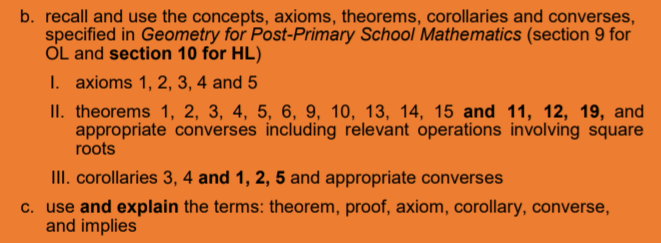 b. recall and use the concepts, axioms, theorems, corollaries and converses,
specified in Geometry for Post-Primary School Mathematics (section 9 for
OL and section 10 for HL)
I. axioms 1, 2, 3, 4 and 5
II. theorems 1, 2, 3, 4, 5, 6, 9, 10, 13, 14, 15 and 11, 12, 19, and
appropriate converses including relevant operations involving square
roots
III. corollaries 3, 4 and 1, 2, 5 and appropriate converses
c. use and explain the terms: theorem, proof, axiom, corollary, converse,
and implies